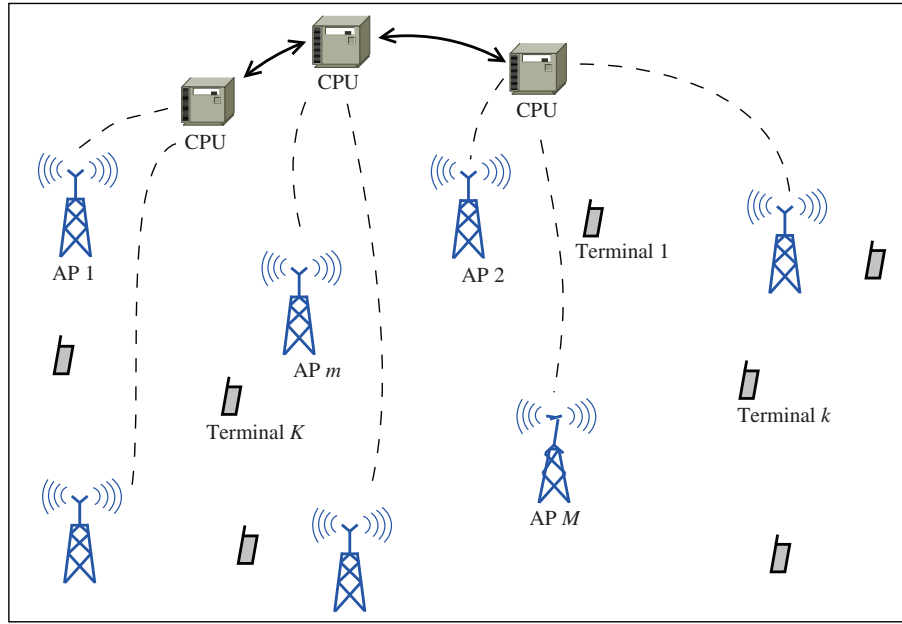 CPU
CPU
CPU
AP 1
AP 2
Terminal 1
AP m
Terminal K
Terminal k
AP M